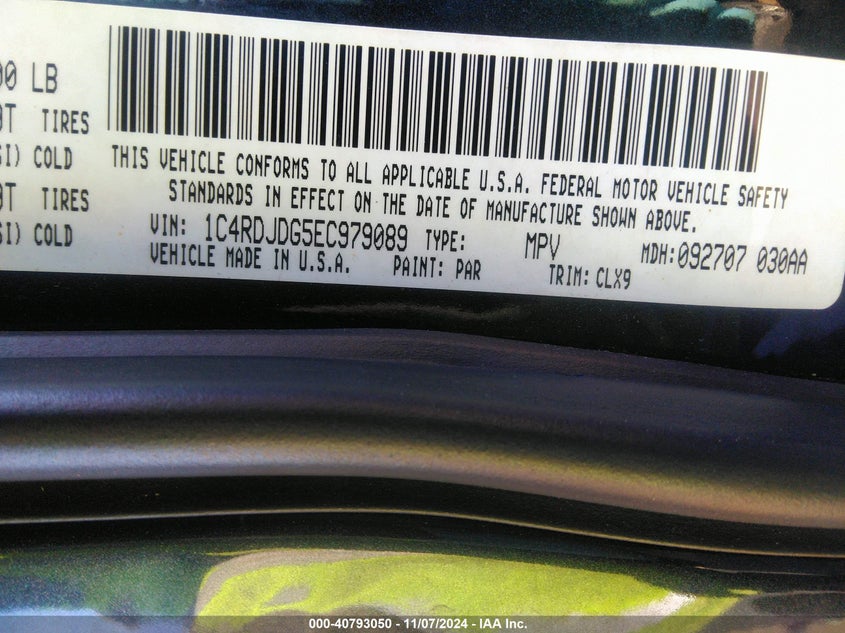 00 LB
TIRES
SI) COLD
TIRES
SI) COLD
THIS VEHICLE CONFORMS TO ALL APPLICABLE U.S.A. FEDERAL MOTOR VEHICLE SAFETY
STANDARDS IN EFFECT ON THE DATE OF MANUFACTURE SHOWN ABOVE.
VIN: 1C4RDJDG5EC979089 TYPE: MPV MDH:092707 030AA
VEHICLE MADE IN U.S.A. PAINT: PAR TRIM: CLX9
000-40793050 - 11/07/2024 - IAA Inc.